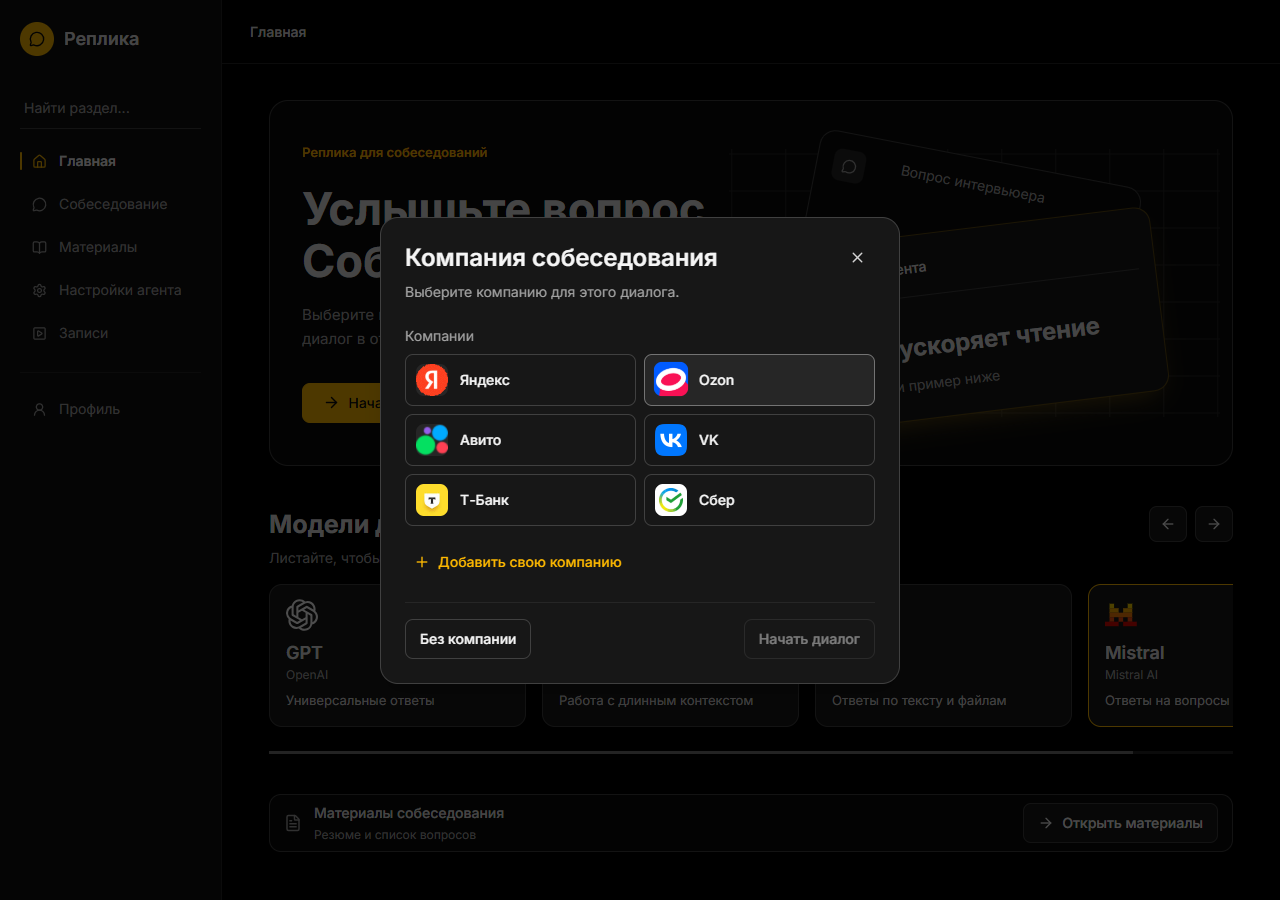 Реплика
Главная
Найти раздел...
Главная
Собеседование
Материалы
Настройки агента
Записи
Профиль
Реплика для собеседований
Услышьте вопрос
Вопрос интервьюера
ускоряет чтение
и пример ниже
Выберите
диалог в
Компания собеседования
Выберите компанию для этого диалога.
Компании
Яндекс
Ozon
Авито
VK
Т-Банк
Сбер
Добавить свою компанию
Без компании
Начать диалог
Модели
Листайте, чтобы
GPT
OpenAI
Универсальные ответы
Работа с длинным контекстом
Ответы по тексту и файлам
Mistral
Mistral AI
Ответы на вопросы
Материалы собеседования
Резюме и список вопросов
Открыть материалы